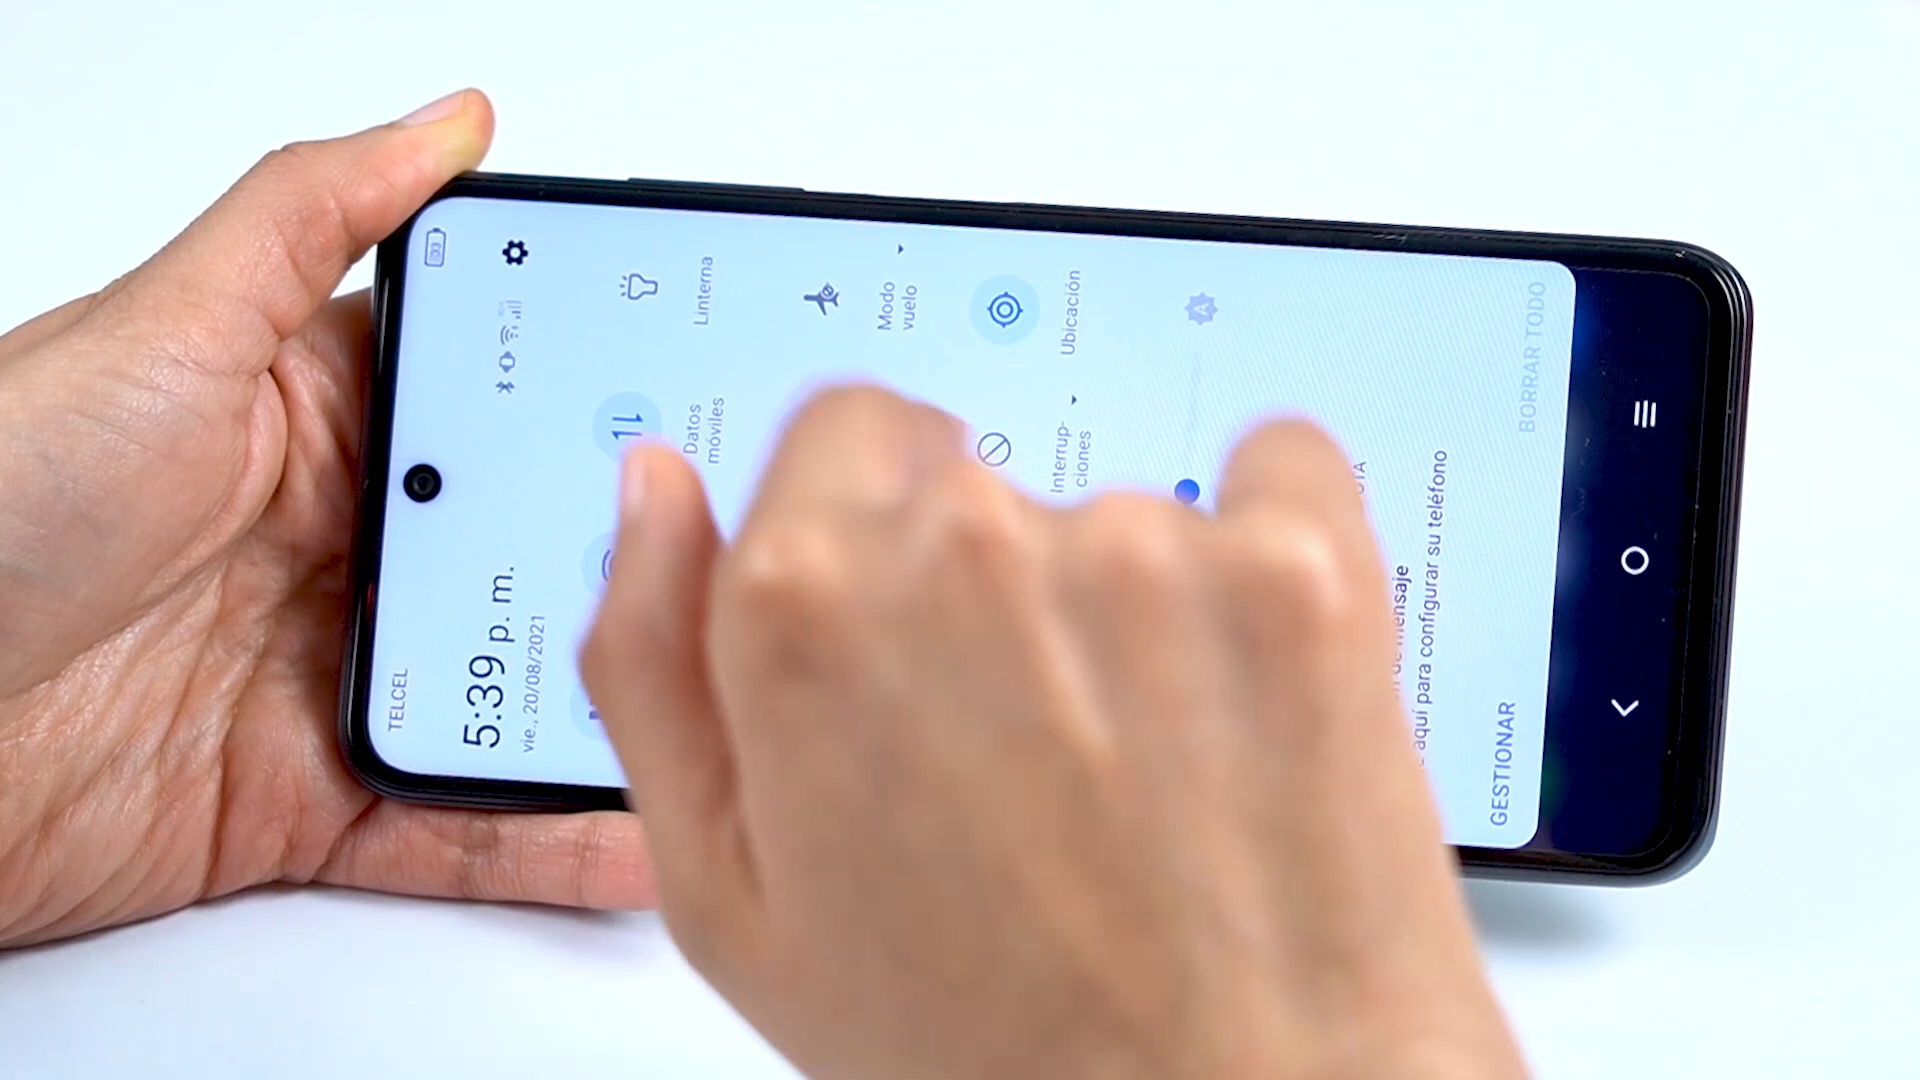 TELCEL
5:39 p. m.
vie., 20/08/2021
Datos
móviles
Linterna
Modo
vuelo
Interrup-
ciones
Ubicación
A
mensaje
aquí para configurar su teléfono
GESTIONAR
BORRAR TODO